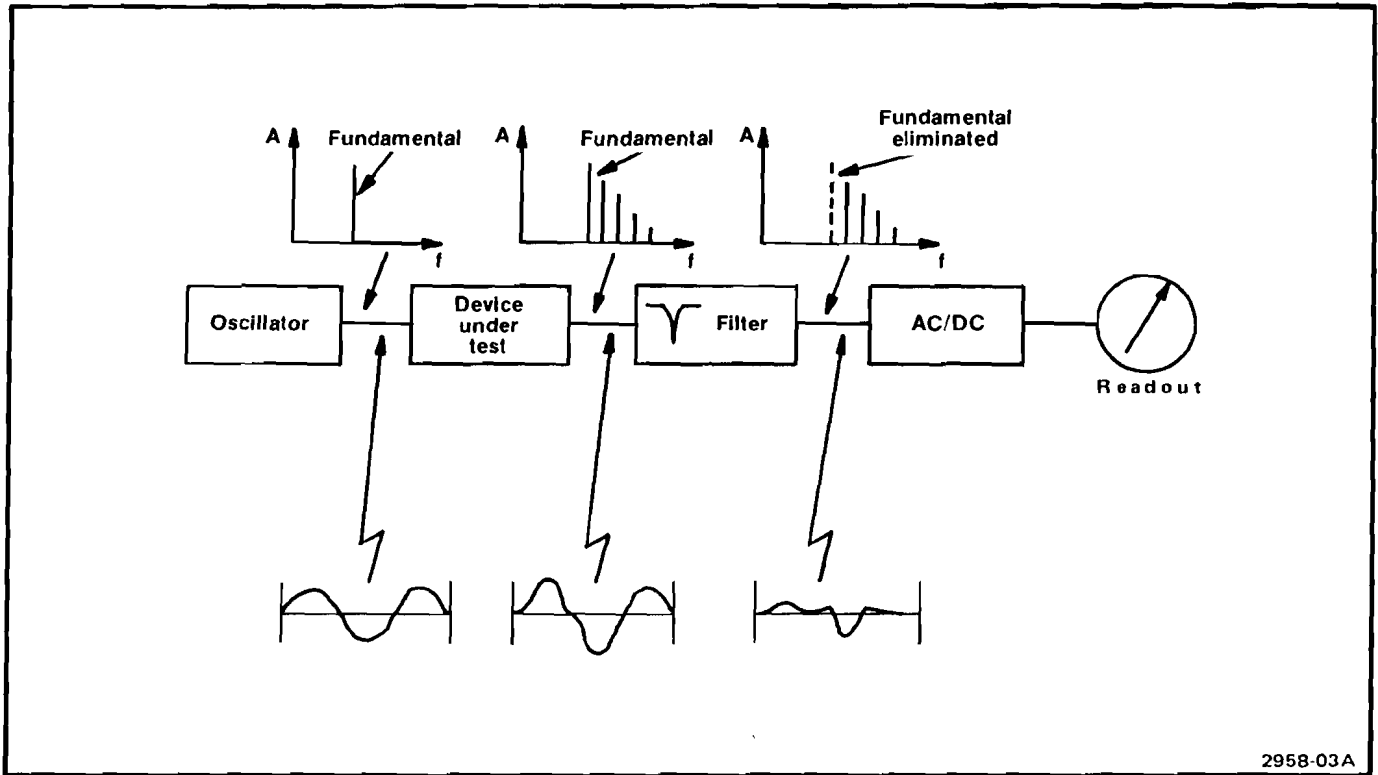 A
Fundamental
f
A
Fundamental
f
A
Fundamental
eliminated
f
Oscillator
Device
under
test
Filter
AC/DC
Readout
2958-03A